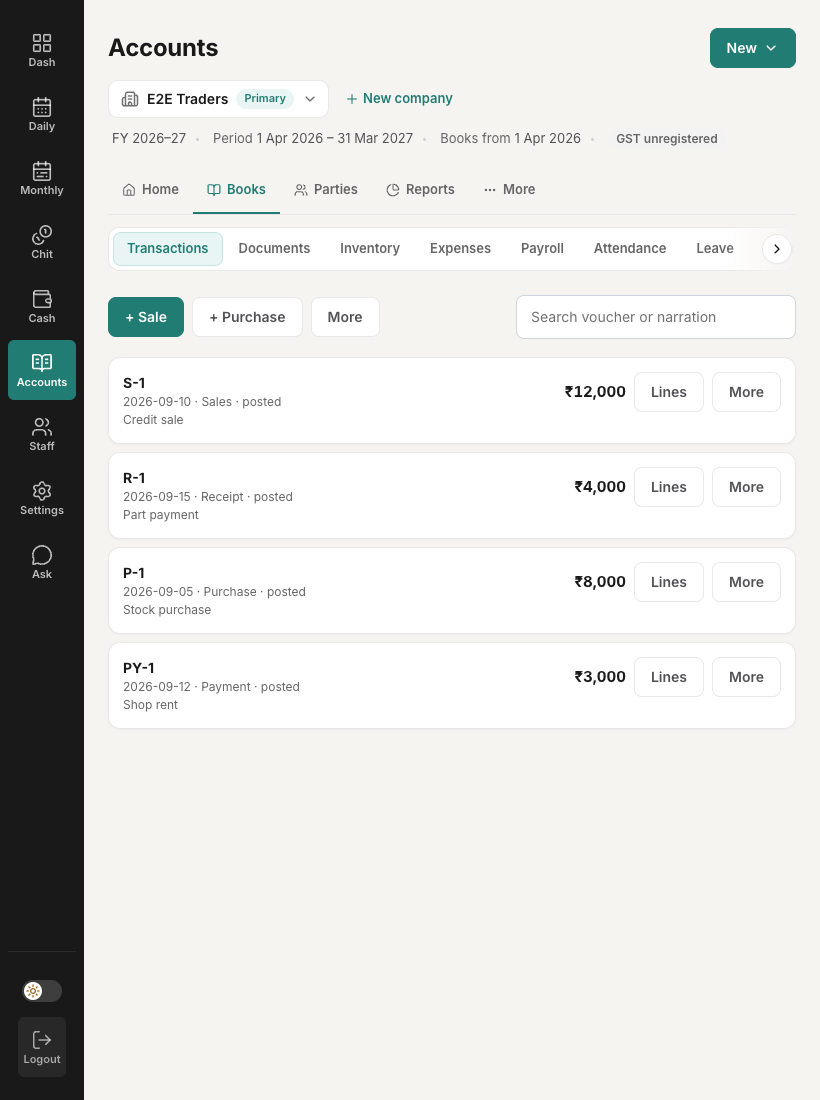 Dash
Daily
Monthly
Chit
Cash
Accounts
Staff
Settings
Ask
Logout
Accounts
New
E2E Traders Primary
+ New company
FY 2026–27 · Period 1 Apr 2026 – 31 Mar 2027 · Books from 1 Apr 2026 · GST unregistered
Home Books Parties Reports More
Transactions Documents Inventory Expenses Payroll Attendance Leave
+ Sale + Purchase More
Search voucher or narration
S-1
2026-09-10 · Sales · posted
Credit sale
₹12,000 Lines More
R-1
2026-09-15 · Receipt · posted
Part payment
₹4,000 Lines More
P-1
2026-09-05 · Purchase · posted
Stock purchase
₹8,000 Lines More
PY-1
2026-09-12 · Payment · posted
Shop rent
₹3,000 Lines More